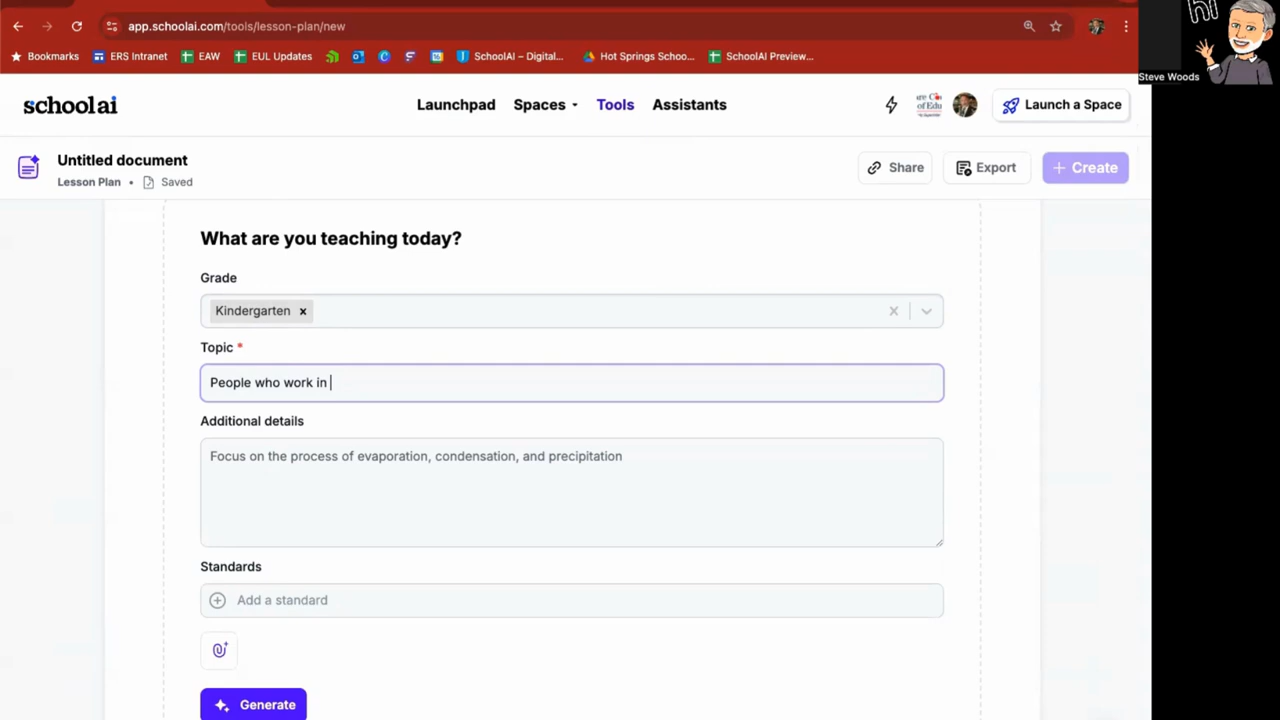 app.schoolai.com/tools/lesson-plan/new
Bookmarks ERS Intranet EAW EUL Updates SchoolAI – Digital... Hot Springs Schoo... SchoolAI Preview...
hi
Steve Woods
schoolai Launchpad Spaces Tools Assistants Launch a Space
Untitled document
Lesson Plan • Saved
Share Export + Create
What are you teaching today?
Grade
Kindergarten ×
Topic *
People who work in
Additional details
Focus on the process of evaporation, condensation, and precipitation
Standards
Add a standard
Generate